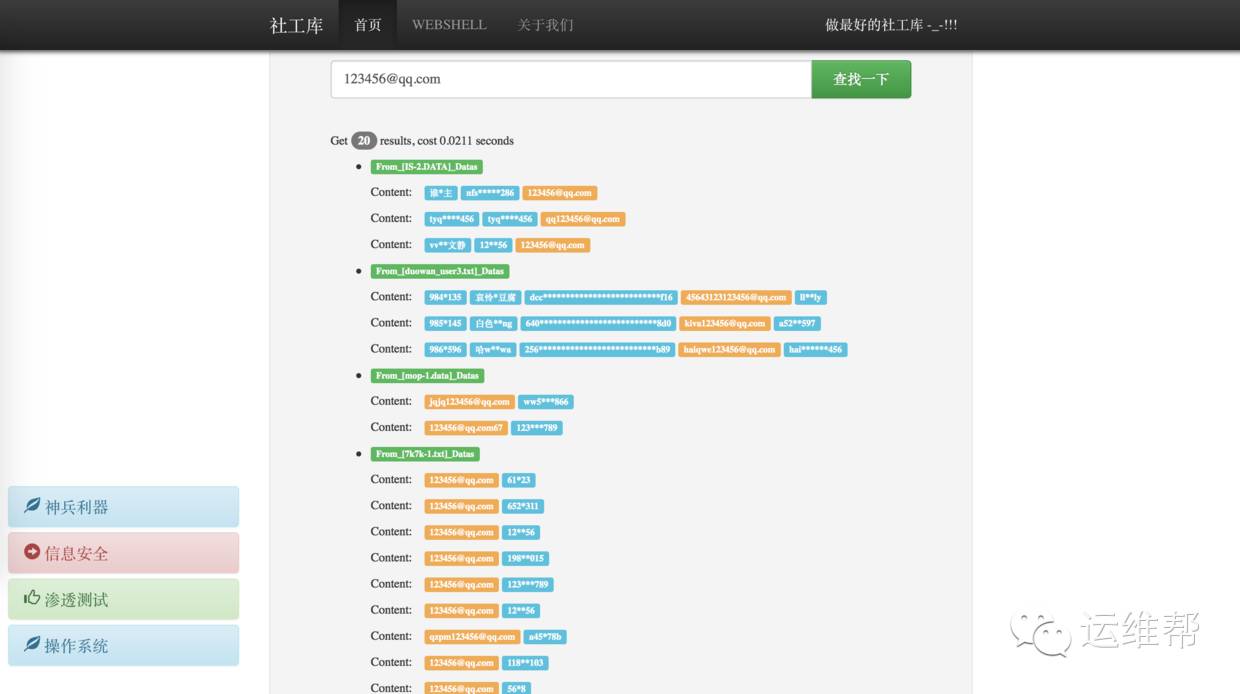 社工库 首页 WEBSHELL 关于我们 做最好的社工库 -_-!!!
123456@qq.com 查找一下
Get 20 results, cost 0.0211 seconds
From_[IS-2.DATA]_Datas
Content: 谁*主 nfs*****286 123456@qq.com
Content: tyq****456 tyq****456 qq123456@qq.com
Content: vv**文静 12**56 123456@qq.com
From_[duowan_user3.txt]_Datas
Content: 984*135 哀怜*豆腐 dcc**************************f16 45643123123456@qq.com ll**ly
Content: 985*145 白色**ng 640**************************8d0 kiva123456@qq.com a52**597
Content: 986*596 哈w**wa 256**************************b89 haiqwe123456@qq.com hai******456
From_[mop-1.data]_Datas
Content: jqjq123456@qq.com ww5***866
Content: 123456@qq.com67 123***789
From_[7k7k-1.txt]_Datas
Content: 123456@qq.com 61*23
Content: 123456@qq.com 652*311
Content: 123456@qq.com 12**56
Content: 123456@qq.com 198**015
Content: 123456@qq.com 123***789
Content: 123456@qq.com 12**56
Content: qzpm123456@qq.com a45*78b
Content: 123456@qq.com 118**103
Content: 123456@qq.com 56*8
神兵利器
信息安全
渗透测试
操作系统
运维帮